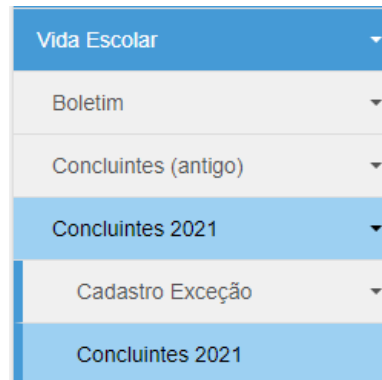 Vida Escolar
Boletim
Concluintes (antigo)
Concluintes 2021
Cadastro Exceção
Concluintes 2021